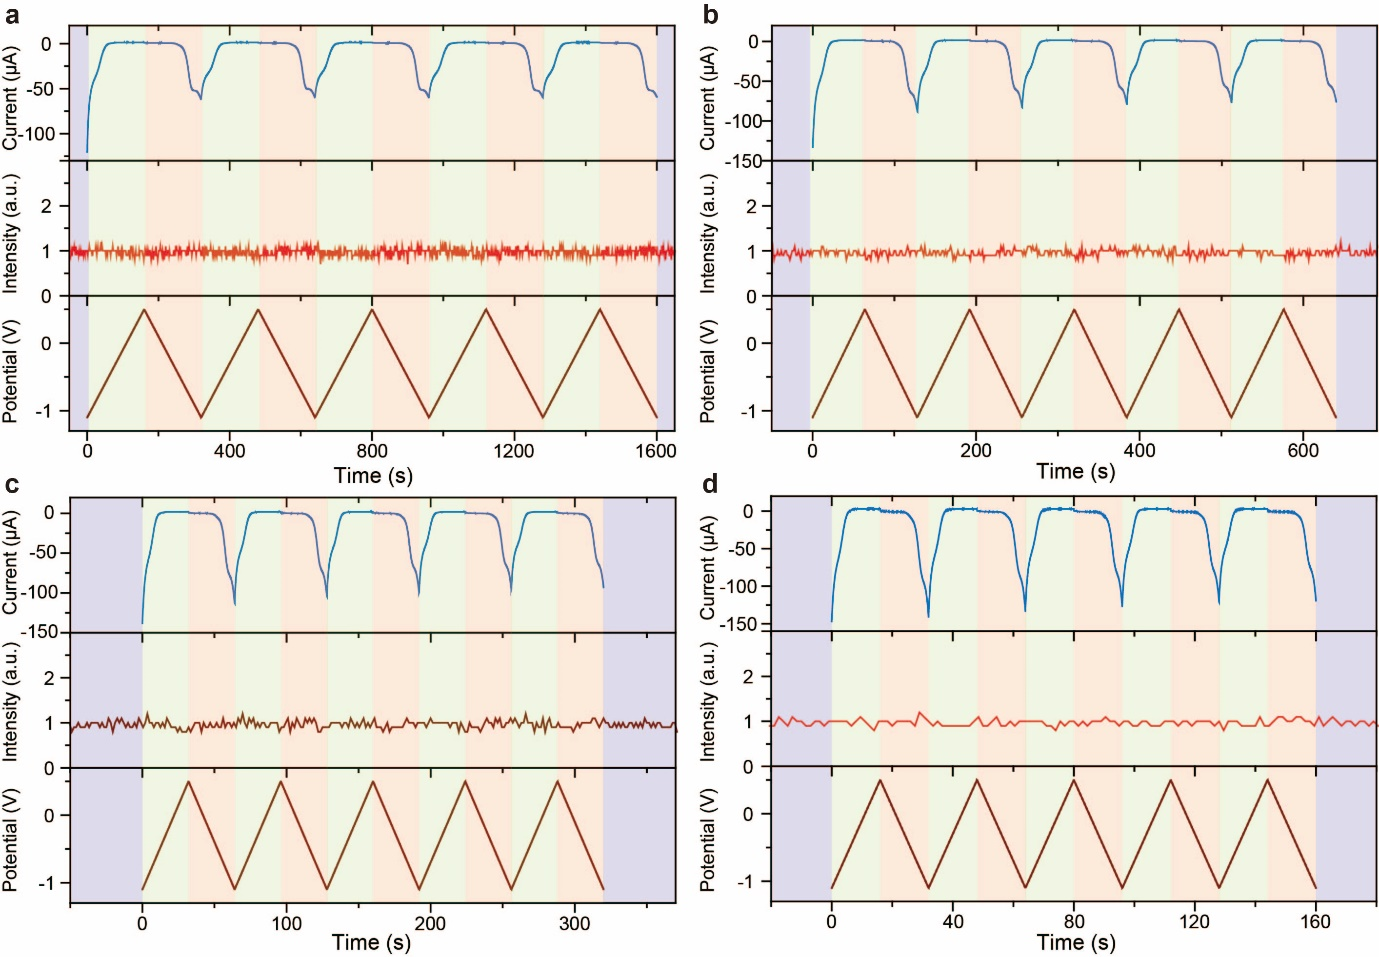 a
Current (µA)
0
-50
-100
Intensity (a.u.)
2
1
0
Potential (V)
0
-1
0
400
800
1200
1600
Time (s)
b
Current (µA)
0
-50
-100
-150
Intensity (a.u.)
2
1
0
Potential (V)
0
-1
0
200
400
600
Time (s)
c
Current (µA)
0
-50
-100
-150
Intensity (a.u.)
2
1
0
Potential (V)
0
-1
0
100
200
300
Time (s)
d
Current (µA)
0
-50
-100
-150
Intensity (a.u.)
2
1
0
Potential (V)
0
-1
0
40
80
120
160
Time (s)